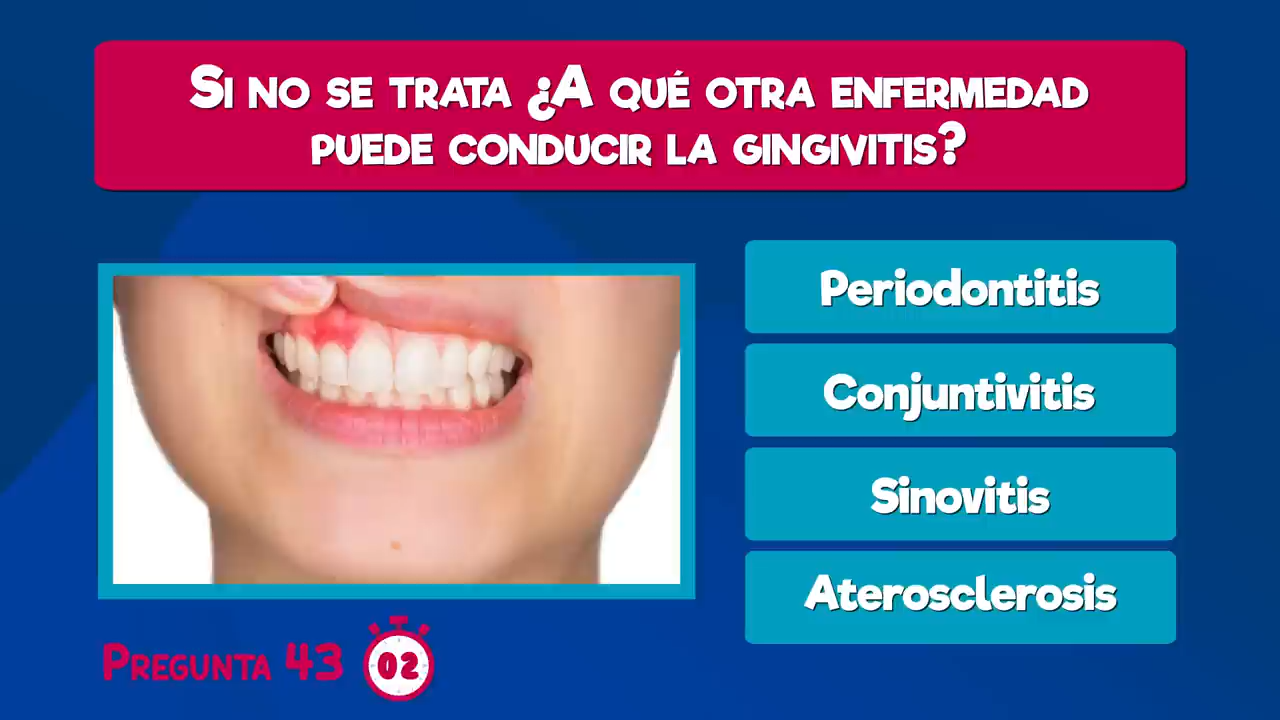 Si no se trata ¿A qué otra enfermedad
puede conducir la gingivitis?
Periodontitis
Conjuntivitis
Sinovitis
Aterosclerosis
Pregunta 43
02